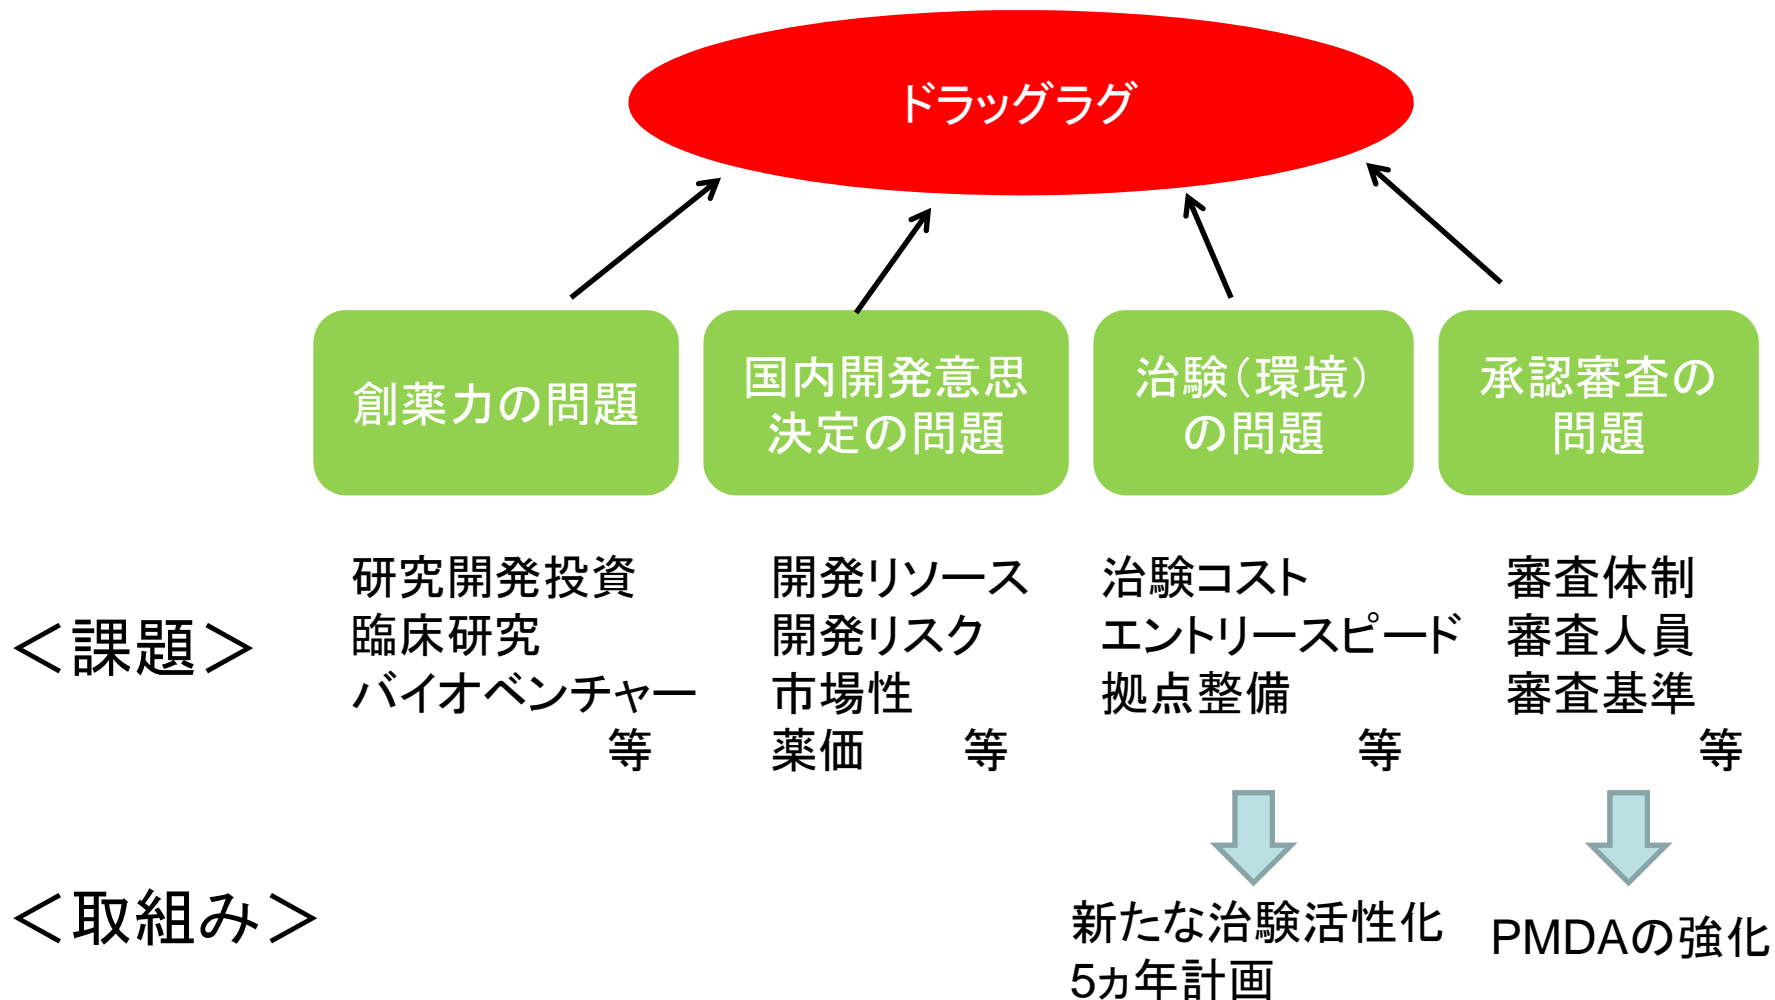 ドラッグラグ
創薬力の問題
国内開発意思
決定の問題
治験（環境）
の問題
承認審査の
問題
＜課題＞
研究開発投資
臨床研究
バイオベンチャー
等
開発リソース
開発リスク
市場性
薬価　　等
治験コスト
エントリースピード
拠点整備
等
審査体制
審査人員
審査基準
等
＜取組み＞
新たな治験活性化
5ヵ年計画
PMDAの強化